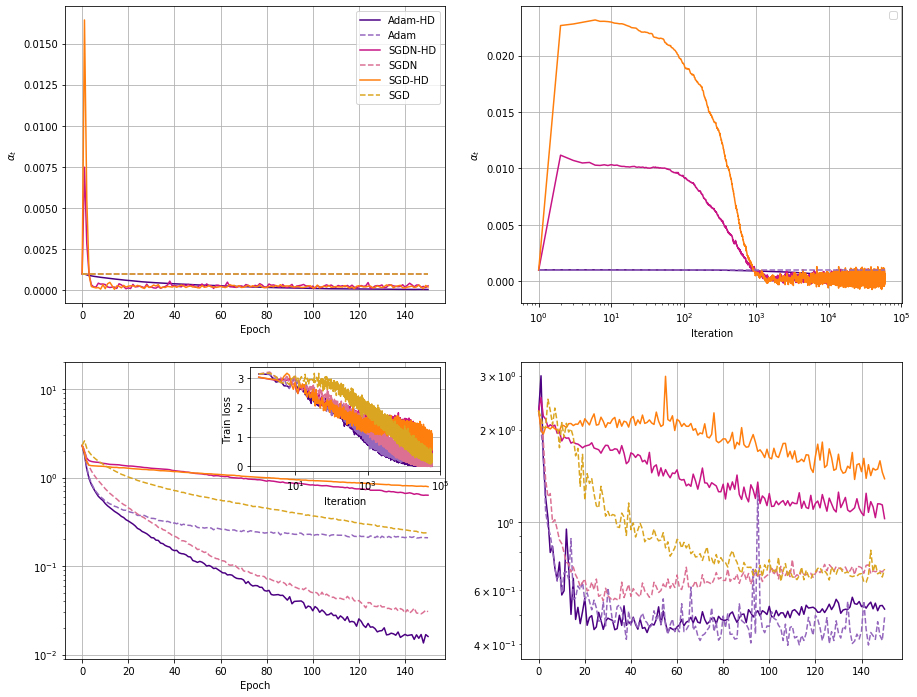 0.0150
0.0125
0.0100
0.0075
0.0050
0.0025
0.0000
α_t
0 20 40 60 80 100 120 140
Epoch
Adam-HD
Adam
SGDN-HD
SGDN
SGD-HD
SGD
0.020
0.015
0.010
0.005
0.000
α_t
10^0 10^1 10^2 10^3 10^4 10^5
Iteration
10^1
10^0
10^−1
10^−2
0 20 40 60 80 100 120 140
Epoch
3
2
1
0
Train loss
10^1 10^3 10^5
Iteration
3 × 10^0
2 × 10^0
10^0
6 × 10^−1
4 × 10^−1
0 20 40 60 80 100 120 140